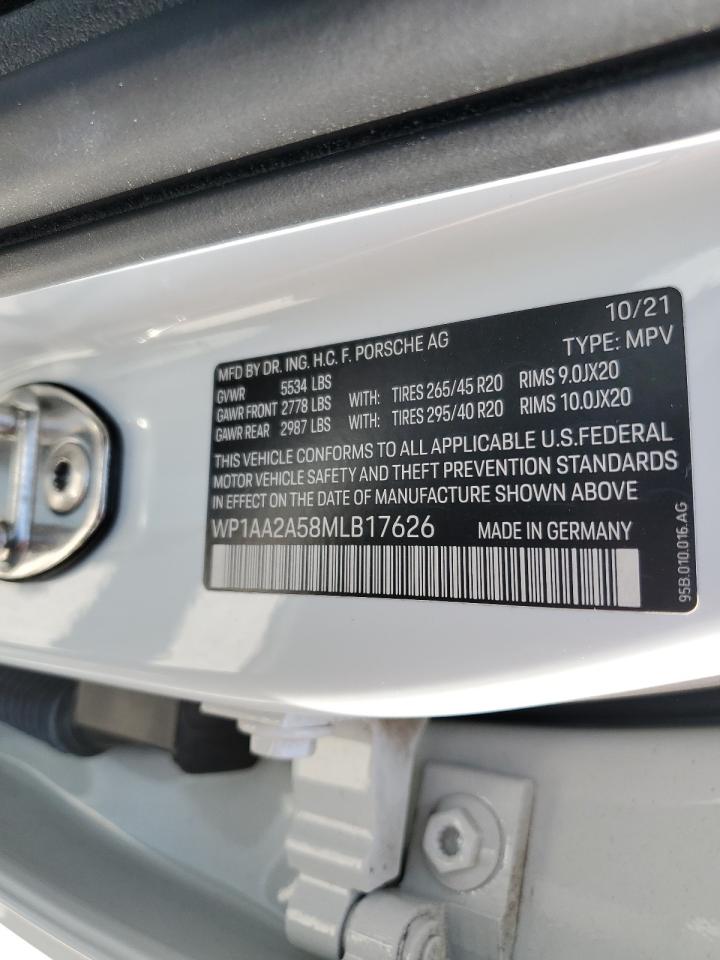 10/21
MFD BY DR. ING. H.C. F. PORSCHE AG TYPE: MPV
GVWR 5534 LBS
GAWR FRONT 2778 LBS WITH: TIRES 265/45 R20 RIMS 9.0JX20
GAWR REAR 2987 LBS WITH: TIRES 295/40 R20 RIMS 10.0JX20
THIS VEHICLE CONFORMS TO ALL APPLICABLE U.S.FEDERAL
MOTOR VEHICLE SAFETY AND THEFT PREVENTION STANDARDS
IN EFFECT ON THE DATE OF MANUFACTURE SHOWN ABOVE
WP1AA2A58MLB17626 MADE IN GERMANY
95B.010.016.AG